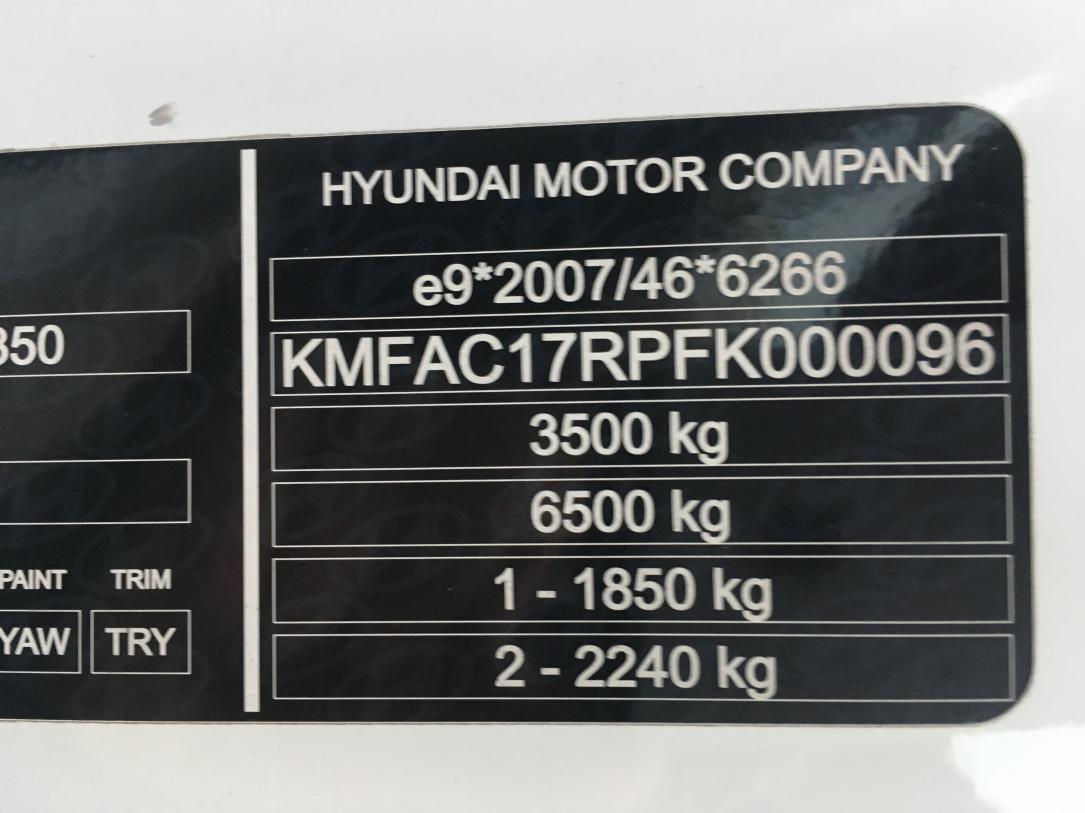 HYUNDAI MOTOR COMPANY
e9*2007/46*6266
350
KMFAC17RPFK000096
3500 kg
6500 kg
PAINT TRIM
1 - 1850 kg
YAW TRY
2 - 2240 kg